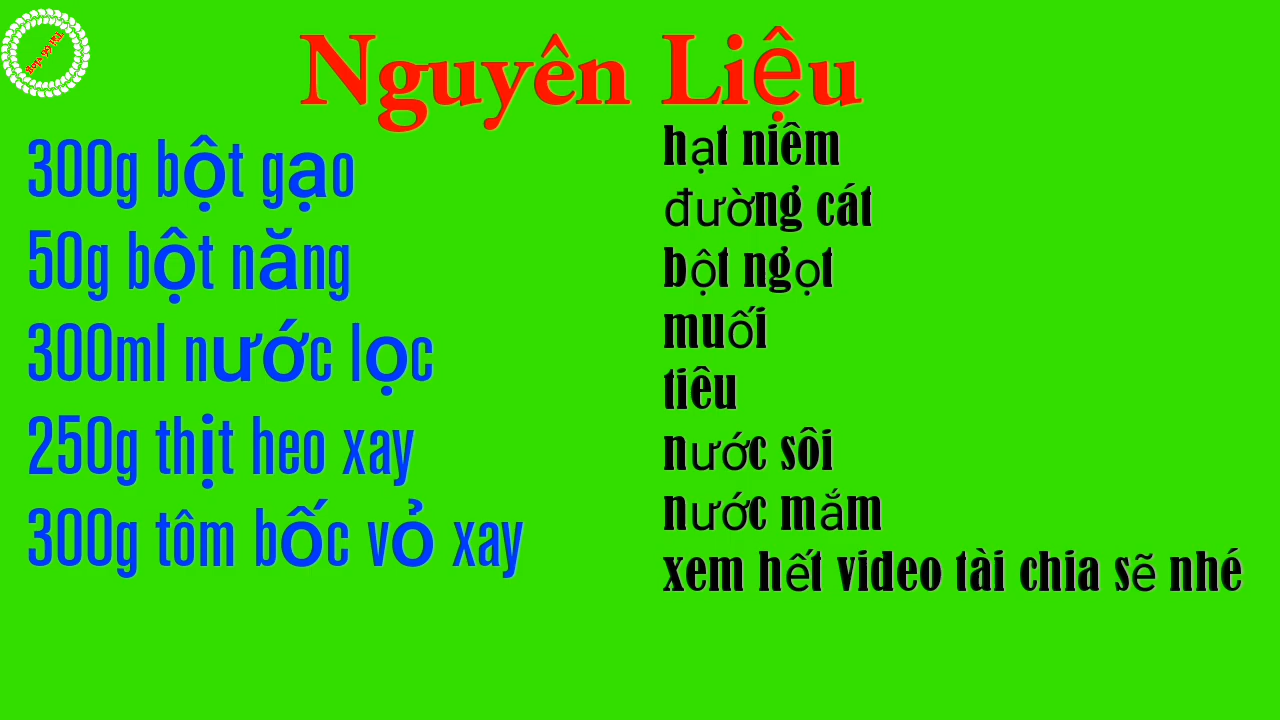 Nguyên Liệu
300g bột gạo
50g bột năng
300ml nước lọc
250g thịt heo xay
300g tôm bốc vỏ xay
hạt niêm
đường cát
bột ngọt
muối
tiêu
nước sôi
nước mắm
xem hết video tài chia sẽ nhé